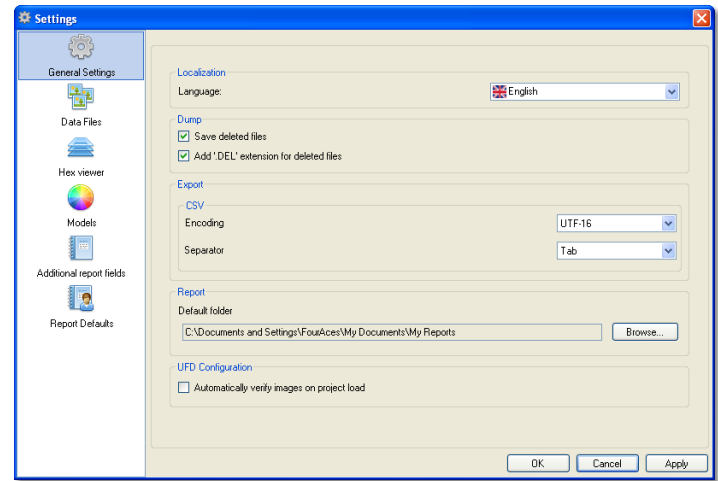 Settings
General Settings
Data Files
Hex viewer
Models
Additional report fields
Report Defaults
Localization
Language:
English
Dump
Save deleted files
Add '.DEL' extension for deleted files
Export
CSV
Encoding
UTF-16
Separator
Tab
Report
Default folder
C:\Documents and Settings\FourAces\My Documents\My Reports
Browse...
UFD Configuration
Automatically verify images on project load
OK
Cancel
Apply